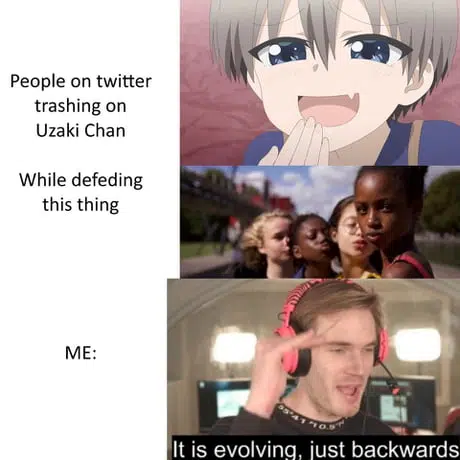 People on twitter
trashing on
Uzaki Chan
While defeding
this thing
ME:
It is evolving, just backwards